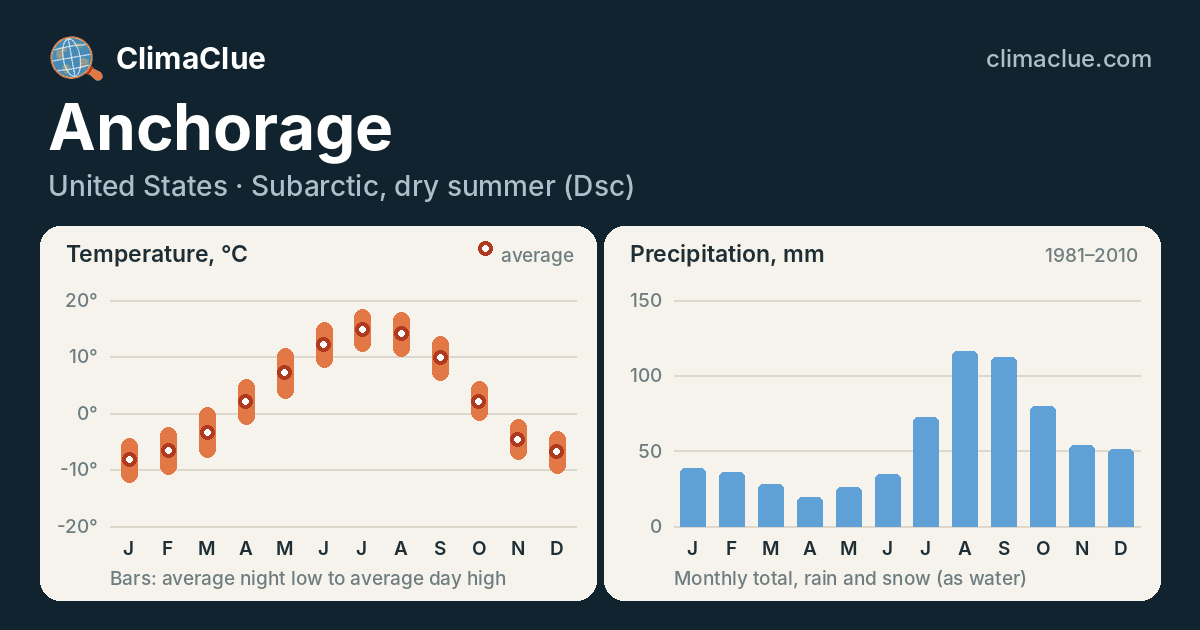 ClimaClue
climaclue.com
Anchorage
United States · Subarctic, dry summer (Dsc)
Temperature, °C
average
20°
10°
0°
-10°
-20°
J F M A M J J A S O N D
Bars: average night low to average day high
Precipitation, mm
1981–2010
150
100
50
0
J F M A M J J A S O N D
Monthly total, rain and snow (as water)